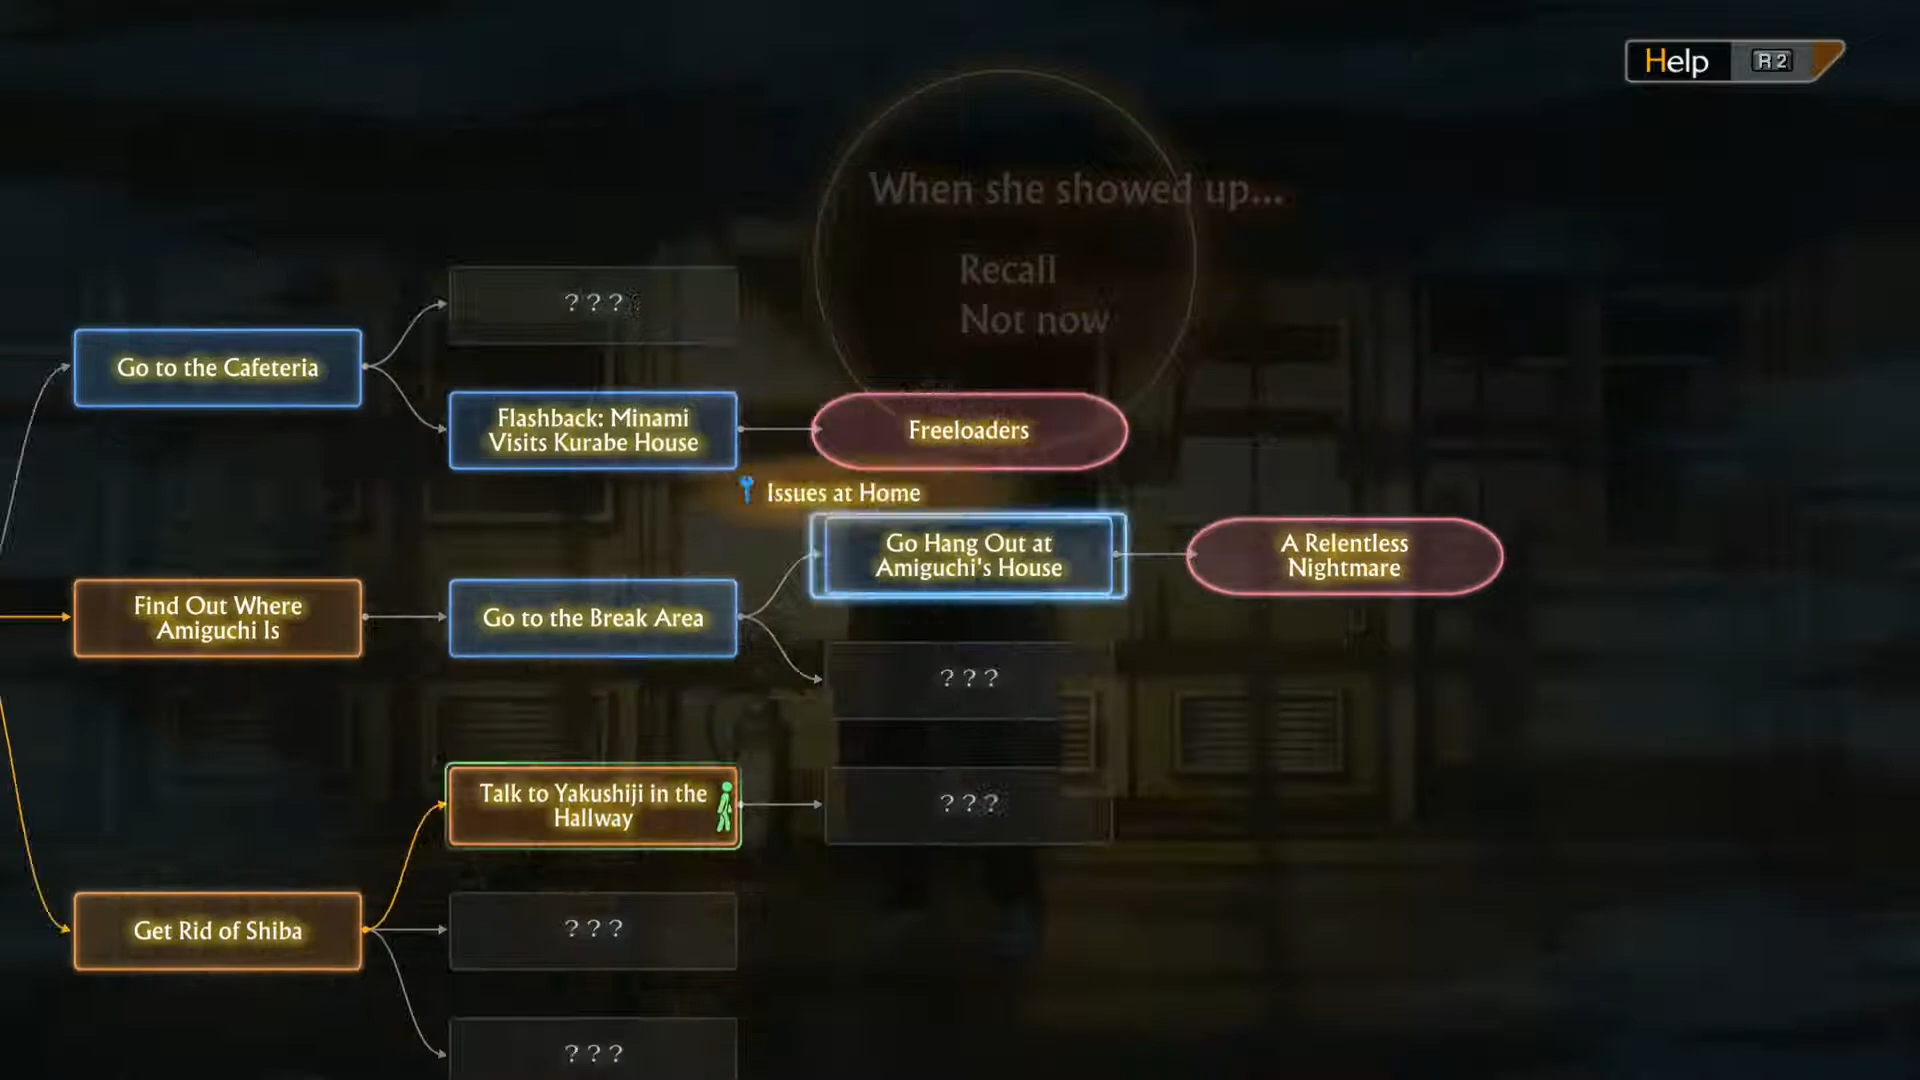 Help R2
When she showed up...
Recall
Not now
? ? ?
Go to the Cafeteria
Flashback: Minami
Visits Kurabe House
Freeloaders
Issues at Home
Go Hang Out at
Amiguchi's House
A Relentless
Nightmare
Find Out Where
Amiguchi Is
Go to the Break Area
? ? ?
Talk to Yakushiji in the
Hallway
? ? ?
Get Rid of Shiba
? ? ?
? ? ?